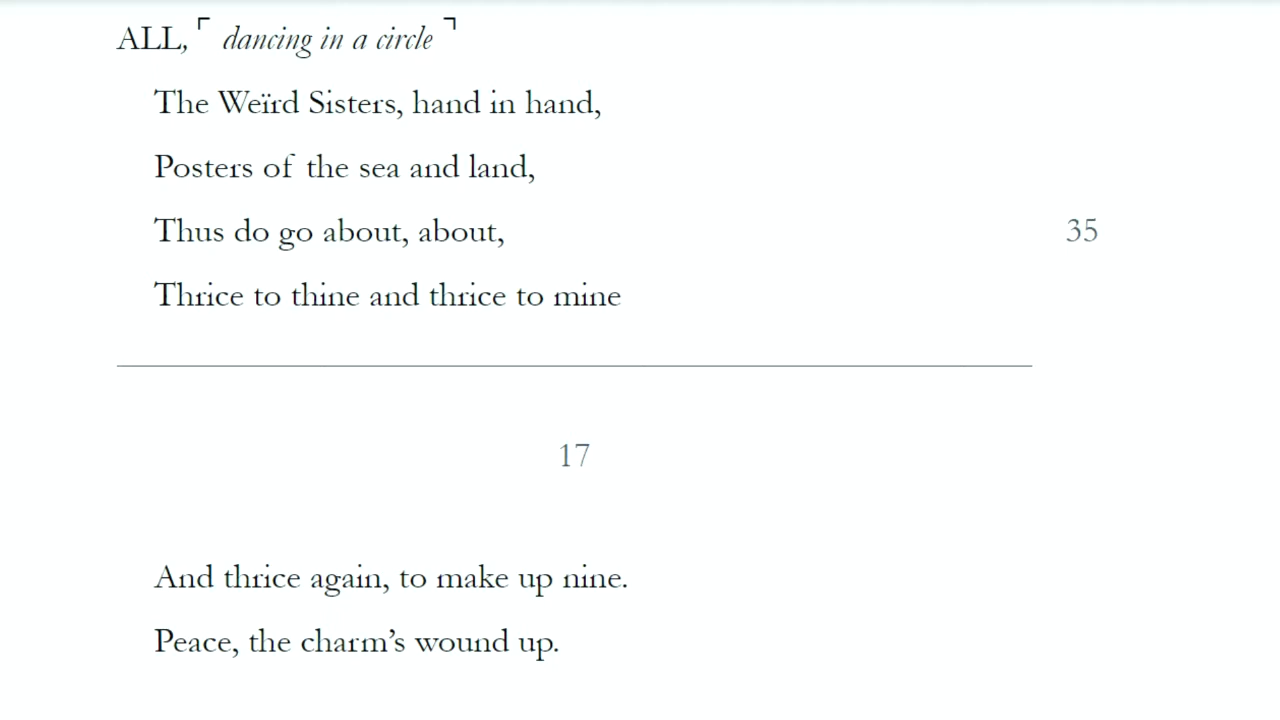 ALL, ⌜ dancing in a circle ⌝
The Weïrd Sisters, hand in hand,
Posters of the sea and land,
Thus do go about, about, 35
Thrice to thine and thrice to mine
17
And thrice again, to make up nine.
Peace, the charm’s wound up.